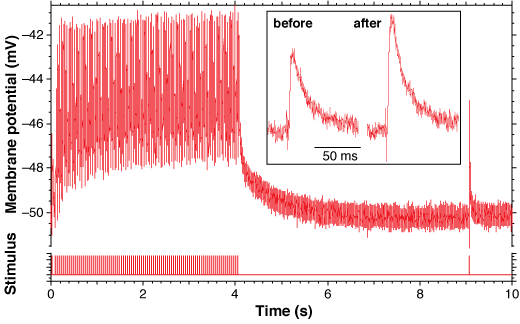 before after
50 ms
Membrane potential (mV)
−42
−44
−46
−48
−50
Stimulus
0 2 4 6 8 10
Time (s)